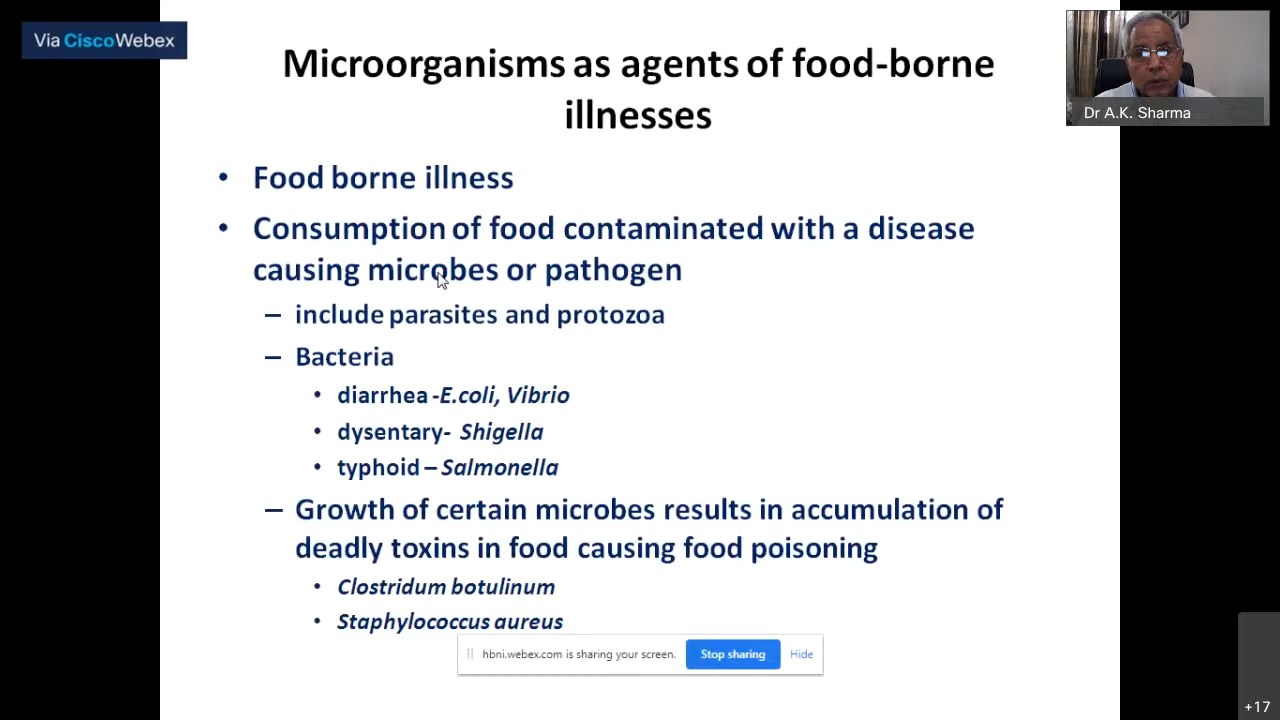 Via CiscoWebex
Microorganisms as agents of food-borne
illnesses
Dr A.K. Sharma
• Food borne illness
• Consumption of food contaminated with a disease
causing microbes or pathogen
– include parasites and protozoa
– Bacteria
• diarrhea -E.coli, Vibrio
• dysentary- Shigella
• typhoid – Salmonella
– Growth of certain microbes results in accumulation of
deadly toxins in food causing food poisoning
• Clostridum botulinum
• Staphylococcus aureus
hbni.webex.com is sharing your screen. Stop sharing Hide
+17